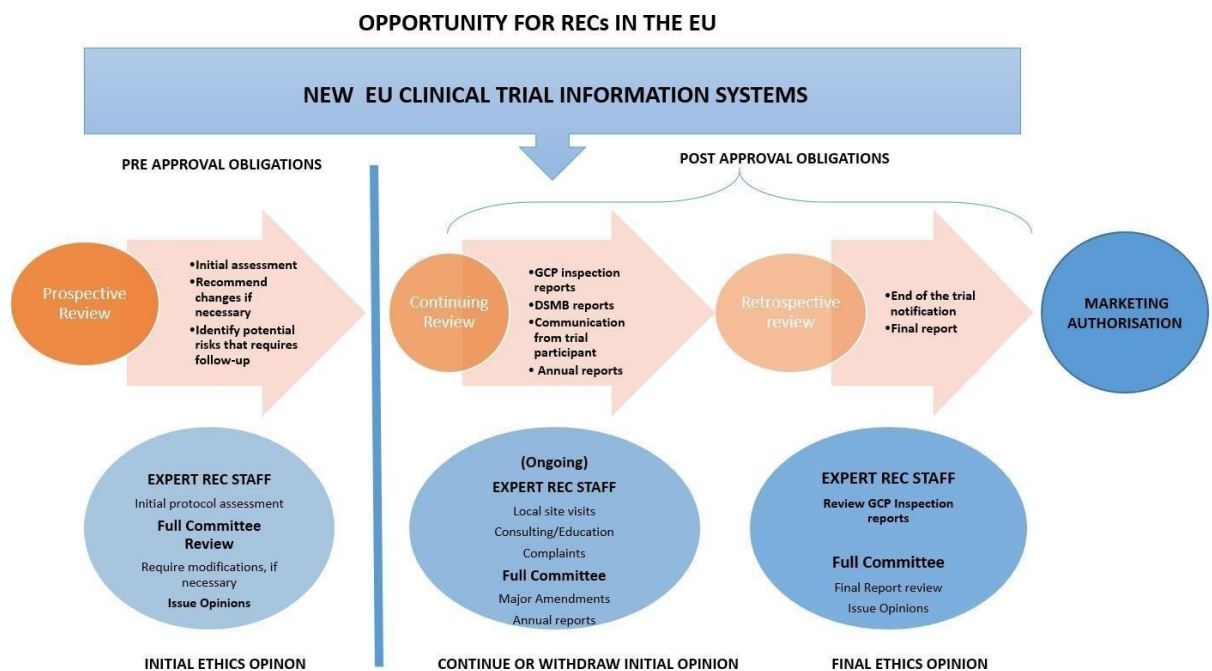 OPPORTUNITY FOR RECs IN THE EU
NEW EU CLINICAL TRIAL INFORMATION SYSTEMS
PRE APPROVAL OBLIGATIONS
POST APPROVAL OBLIGATIONS
Prospective
Review
•Initial assessment
•Recommend
changes if
necessary
•Identify potential
risks that requires
follow-up
Continuing
Review
•GCP inspection
reports
•DSMB reports
•Communication
from trial
participant
• Annual reports
Retrospective
review
•End of the trial
notification
•Final report
MARKETING
AUTHORISATION
EXPERT REC STAFF
Initial protocol assessment
Full Committee
Review
Require modifications, if
necessary
Issue Opinions
(Ongoing)
EXPERT REC STAFF
Local site visits
Consulting/Education
Complaints
Full Committee
Major Amendments
Annual reports
EXPERT REC STAFF
Review GCP Inspection
reports
Full Committee
Final Report review
Issue Opinions
INITIAL ETHICS OPINON
CONTINUE OR WITHDRAW INITIAL OPINION
FINAL ETHICS OPINION